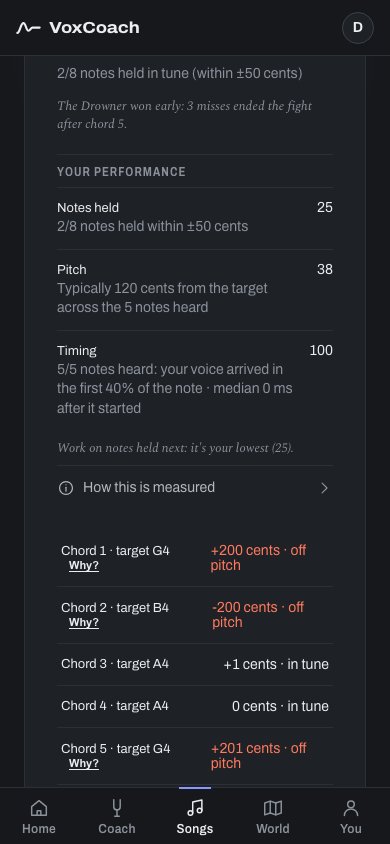 VoxCoach
D
2/8 notes held in tune (within ±50 cents)
The Drowner won early: 3 misses ended the fight
after chord 5.
YOUR PERFORMANCE
Notes held 25
2/8 notes held within ±50 cents
Pitch 38
Typically 120 cents from the target
across the 5 notes heard
Timing 100
5/5 notes heard: your voice arrived in
the first 40% of the note · median 0 ms
after it started
Work on notes held next: it's your lowest (25).
How this is measured
Chord 1 · target G4 +200 cents · off
Why? pitch
Chord 2 · target B4 -200 cents · off
Why? pitch
Chord 3 · target A4 +1 cents · in tune
Chord 4 · target A4 0 cents · in tune
Chord 5 · target G4 +201 cents · off
Why? pitch
Home Coach Songs World You